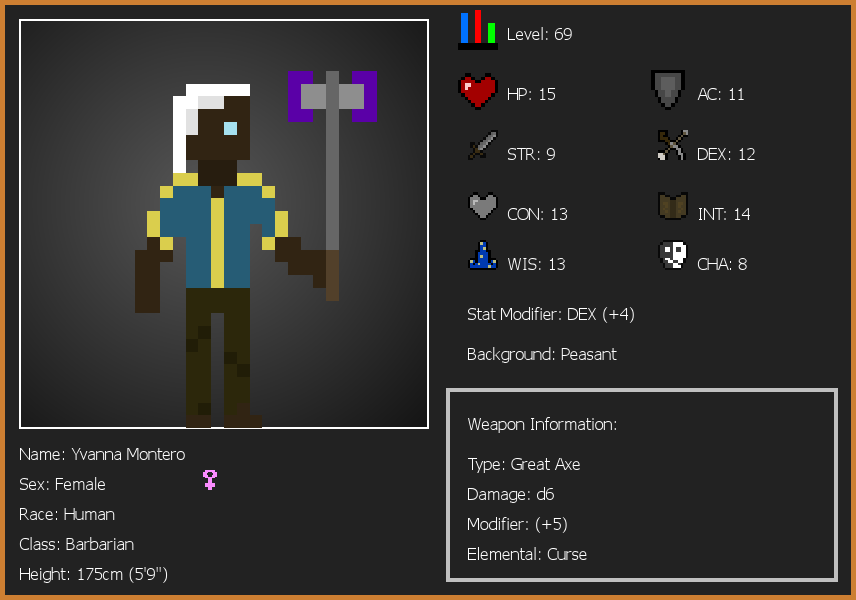 Level: 69
HP: 15
AC: 11
STR: 9
DEX: 12
CON: 13
INT: 14
WIS: 13
CHA: 8
Stat Modifier: DEX (+4)
Background: Peasant
Weapon Information:
Type: Great Axe
Damage: d6
Modifier: (+5)
Elemental: Curse
Name: Yvanna Montero
Sex: Female
Race: Human
Class: Barbarian
Height: 175cm (5'9")